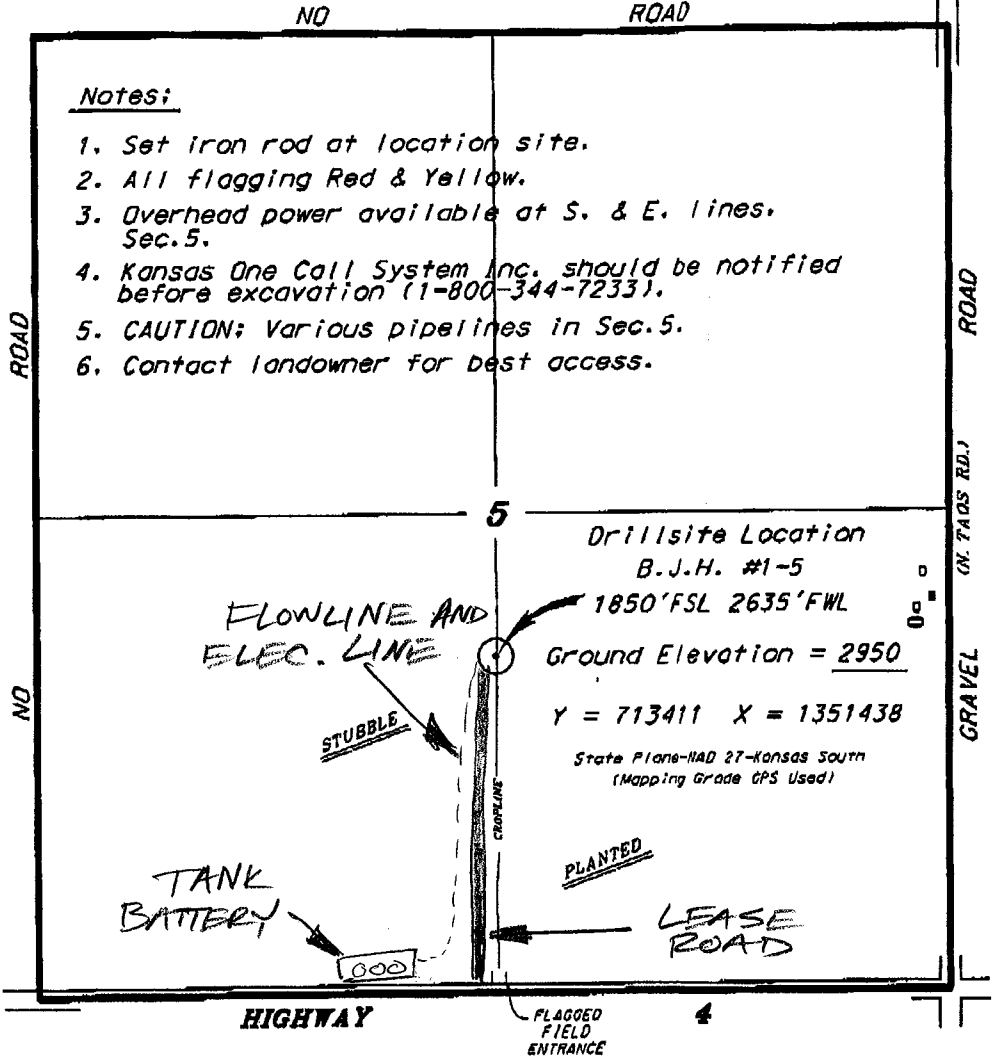 NO ROAD
Notes:
1. Set iron rod at location site.
2. All flagging Red & Yellow.
3. Overhead power available at S. & E. lines.
Sec.5.
4. Kansas One Call System Inc. should be notified
before excavation (1-800-344-7233).
5. CAUTION: Various pipelines in Sec.5.
6. Contact landowner for best access.
ROAD
NO
ROAD
(N. TAOS RD.)
GRAVEL
5
Drillsite Location
B.J.H. #1-5
1850'FSL 2635'FWL
Ground Elevation = 2950
Y = 713411 X = 1351438
State Plane-NAD 27-Kansas South
(Mapping Grade GPS Used)
FLOWLINE AND
ELEC. LINE
STUBBLE
CROPLINE
PLANTED
TANK
BATTERY
000
LEASE
ROAD
HIGHWAY 4
FLAGGED
FIELD
ENTRANCE